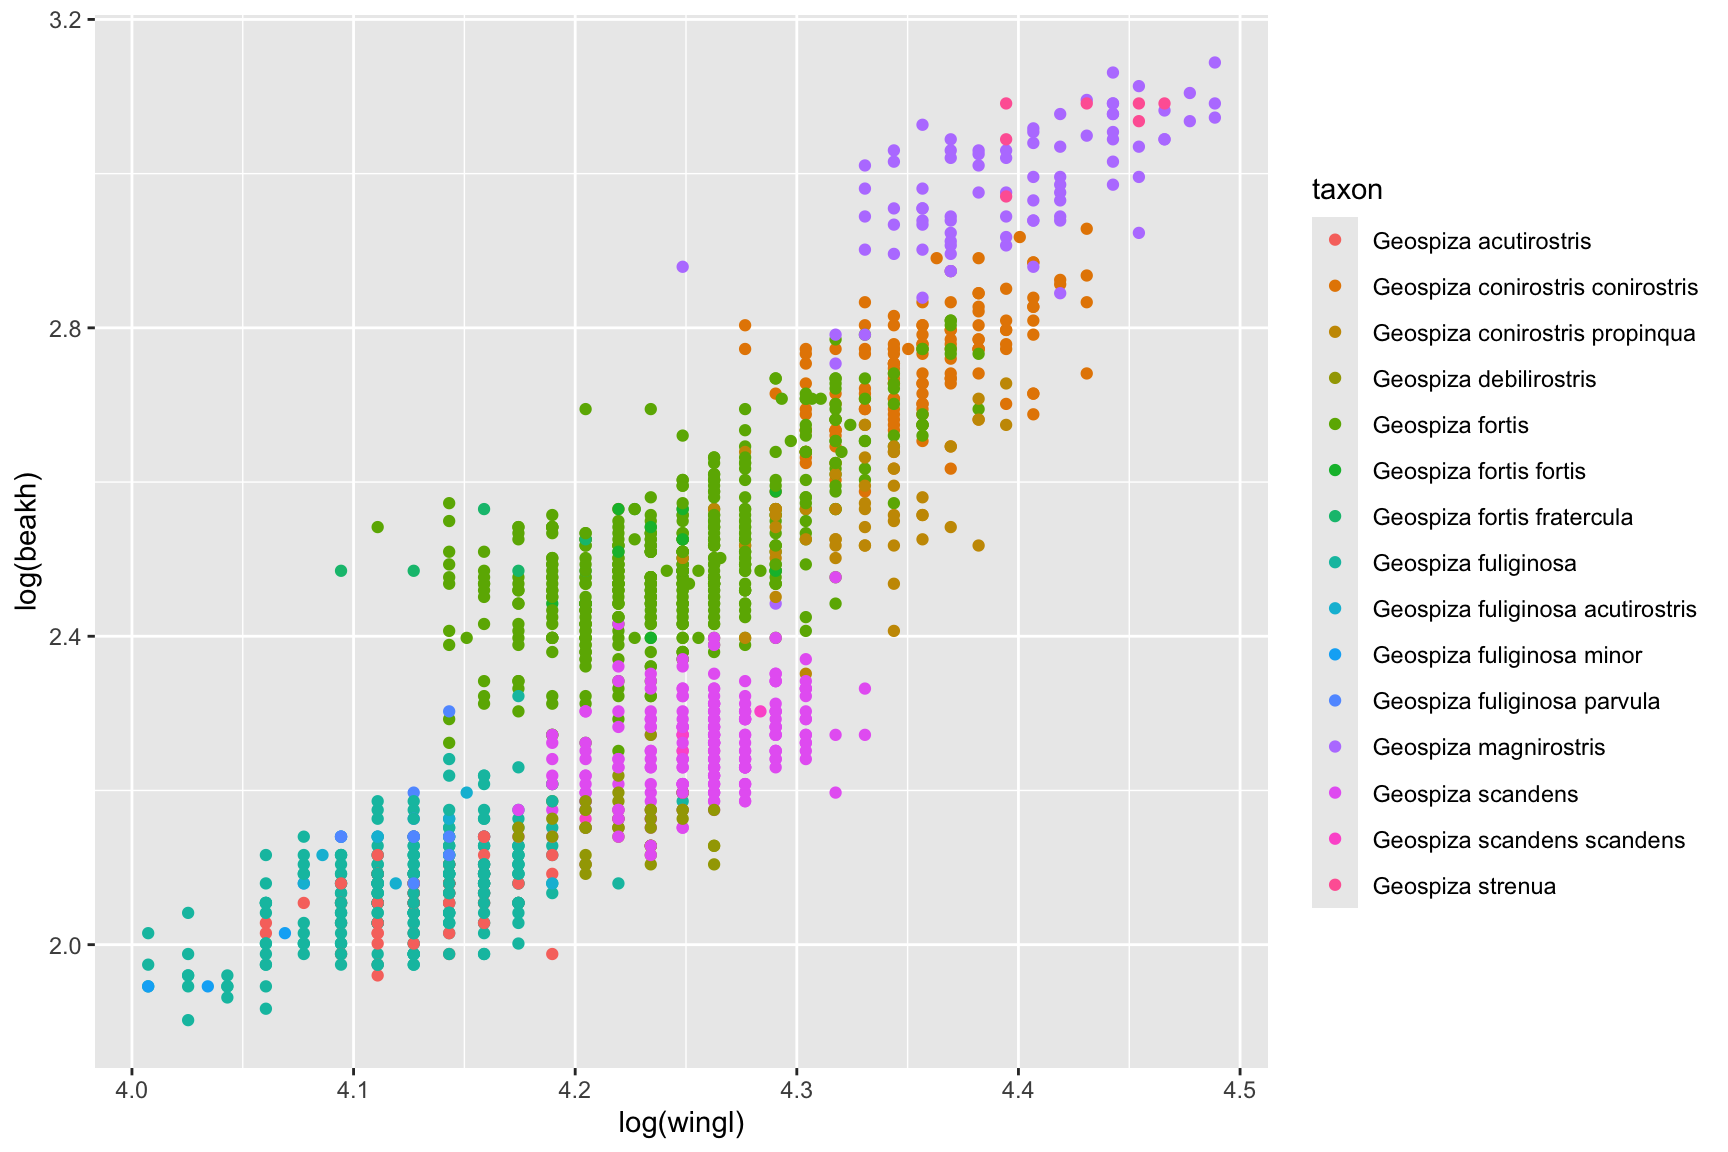 3.2
2.8
2.4
2.0
log(beakh)
4.0 4.1 4.2 4.3 4.4 4.5
log(wingl)
taxon
Geospiza acutirostris
Geospiza conirostris conirostris
Geospiza conirostris propinqua
Geospiza debilirostris
Geospiza fortis
Geospiza fortis fortis
Geospiza fortis fratercula
Geospiza fuliginosa
Geospiza fuliginosa acutirostris
Geospiza fuliginosa minor
Geospiza fuliginosa parvula
Geospiza magnirostris
Geospiza scandens
Geospiza scandens scandens
Geospiza strenua